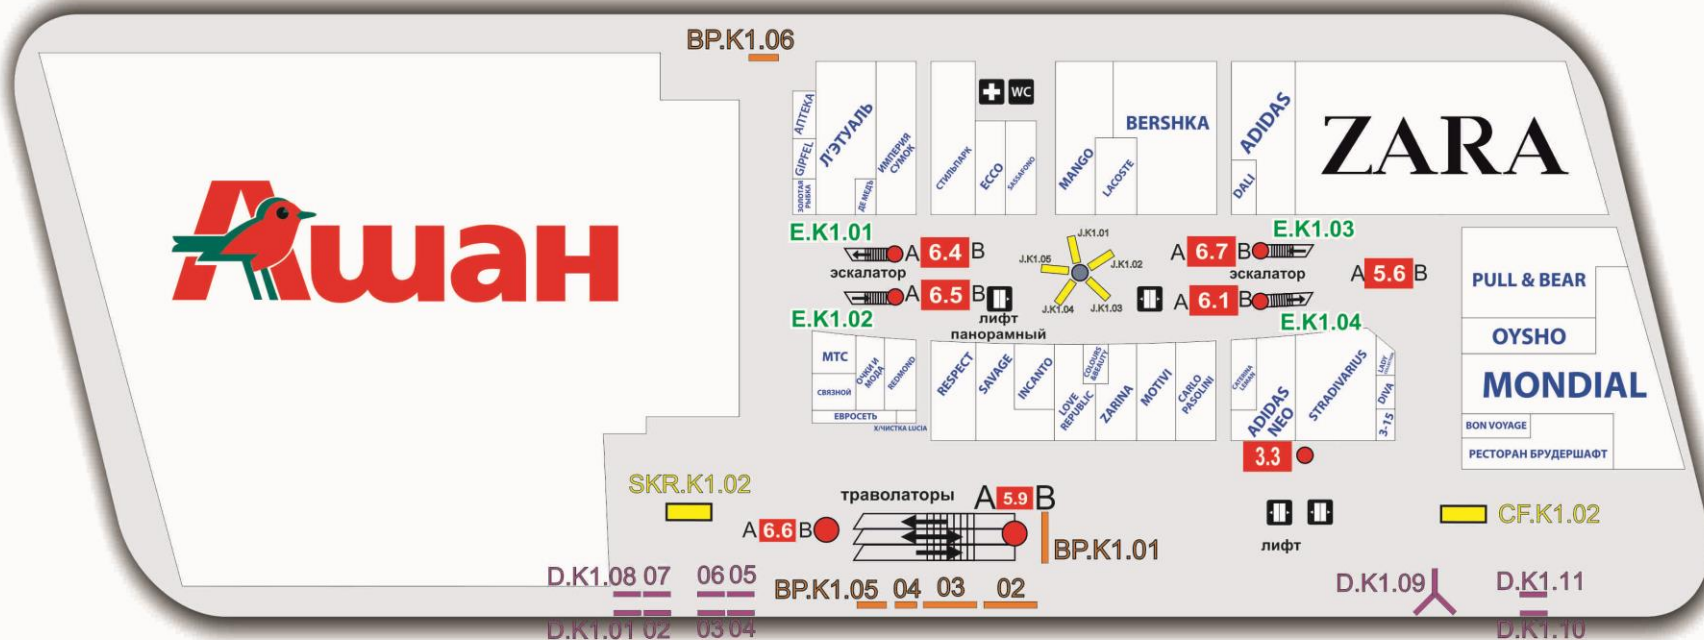 BP.K1.06
Ашан
АПТЕКА
GIPFEL
ЗОЛОТАЯ
РЫБКА
Л'ЭТУАЛЬ
ДЕ МЕДЬ
ИМПЕРИЯ
СУМОК
СТИЛЬПАРК
ECCO
SASSAFONO
WC
MANGO
LACOSTE
BERSHKA
ADIDAS
DALI
ZARA
E.K1.01
A 6.4 B
эскалатор
A 6.5 B
E.K1.02
лифт
панорамный
J.K1.01
J.K1.05
J.K1.02
J.K1.04
J.K1.03
E.K1.03
A 6.7 B
эскалатор
A 6.1 B
E.K1.04
A 5.6 B
PULL & BEAR
OYSHO
MONDIAL
BON VOYAGE
РЕСТОРАН БРУДЕРШАФТ
МТС
СВЯЗНОЙ
ОЧКИ И
МОДА
REDMOND
ЕВРОСЕТЬ
Х/ЧИСТКА LUCIA
RESPECT
SAVAGE
INCANTO
LOVE
REPUBLIC
COLOURS
&BEAUTY
ZARINA
MOTIVI
CARLO
PASOLINI
CATERINA
LEMAN
ADIDAS
NEO
STRADIVARIUS
LADY
DIVA
3-15
3.3
SKR.K1.02
траволаторы
A 5.9 B
A 6.6 B
BP.K1.01
лифт
CF.K1.02
D.K1.08 07 06 05
BP.K1.05 04 03 02
D.K1.09
D.K1.11
D.K1.01 02 03 04
D.K1.10